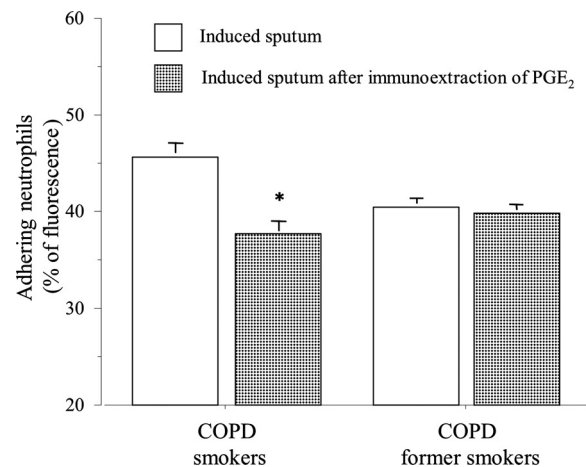 60
50
40
30
20
Adhering neutrophils
(% of fluorescence)
Induced sputum
Induced sputum after immunoextraction of PGE₂
*
COPD
smokers
COPD
former smokers